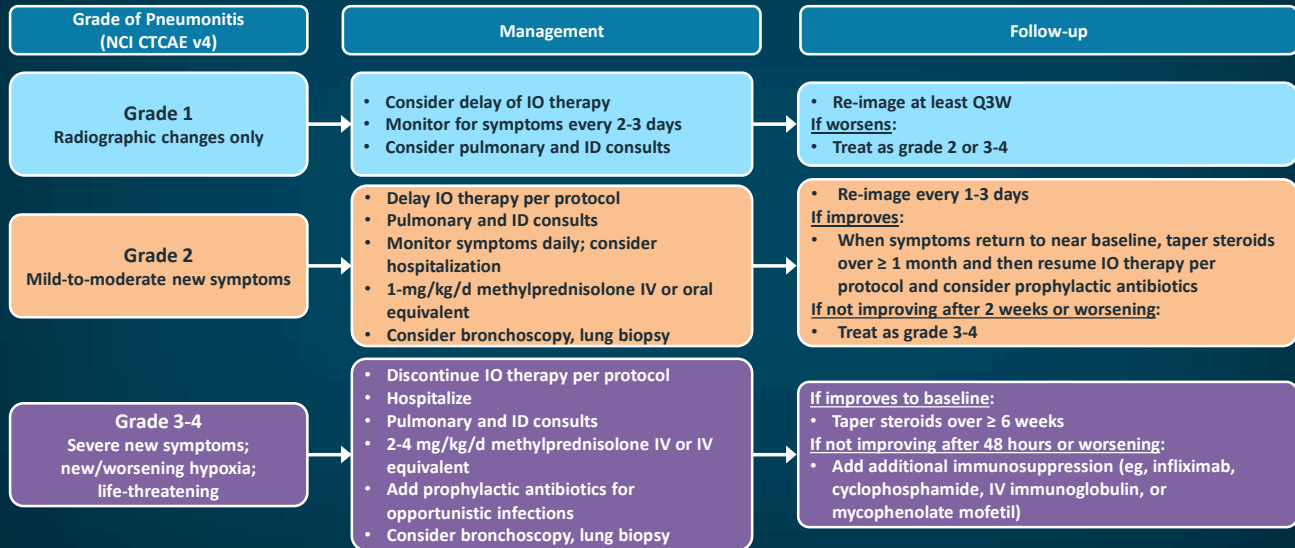 Grade of Pneumonitis
(NCI CTCAE v4)
Management
Follow-up
Grade 1
Radiographic changes only
• Consider delay of IO therapy
• Monitor for symptoms every 2-3 days
• Consider pulmonary and ID consults
• Re-image at least Q3W
If worsens:
• Treat as grade 2 or 3-4
Grade 2
Mild-to-moderate new symptoms
• Delay IO therapy per protocol
• Pulmonary and ID consults
• Monitor symptoms daily; consider
hospitalization
• 1-mg/kg/d methylprednisolone IV or oral
equivalent
• Consider bronchoscopy, lung biopsy
• Re-image every 1-3 days
If improves:
• When symptoms return to near baseline, taper steroids
over ≥ 1 month and then resume IO therapy per
protocol and consider prophylactic antibiotics
If not improving after 2 weeks or worsening:
• Treat as grade 3-4
Grade 3-4
Severe new symptoms;
new/worsening hypoxia;
life-threatening
• Discontinue IO therapy per protocol
• Hospitalize
• Pulmonary and ID consults
• 2-4 mg/kg/d methylprednisolone IV or IV
equivalent
• Add prophylactic antibiotics for
opportunistic infections
• Consider bronchoscopy, lung biopsy
If improves to baseline:
• Taper steroids over ≥ 6 weeks
If not improving after 48 hours or worsening:
• Add additional immunosuppression (eg, infliximab,
cyclophosphamide, IV immunoglobulin, or
mycophenolate mofetil)